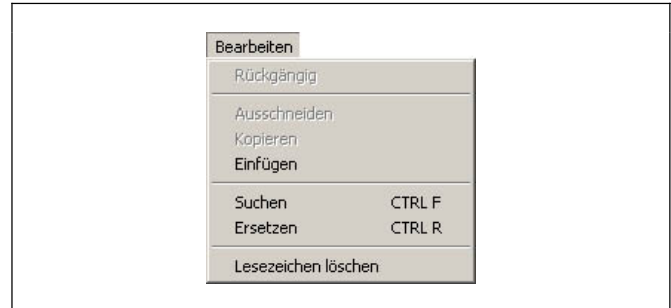 Bearbeiten
Rückgängig
Ausschneiden
Kopieren
Einfügen
Suchen CTRL F
Ersetzen CTRL R
Lesezeichen löschen